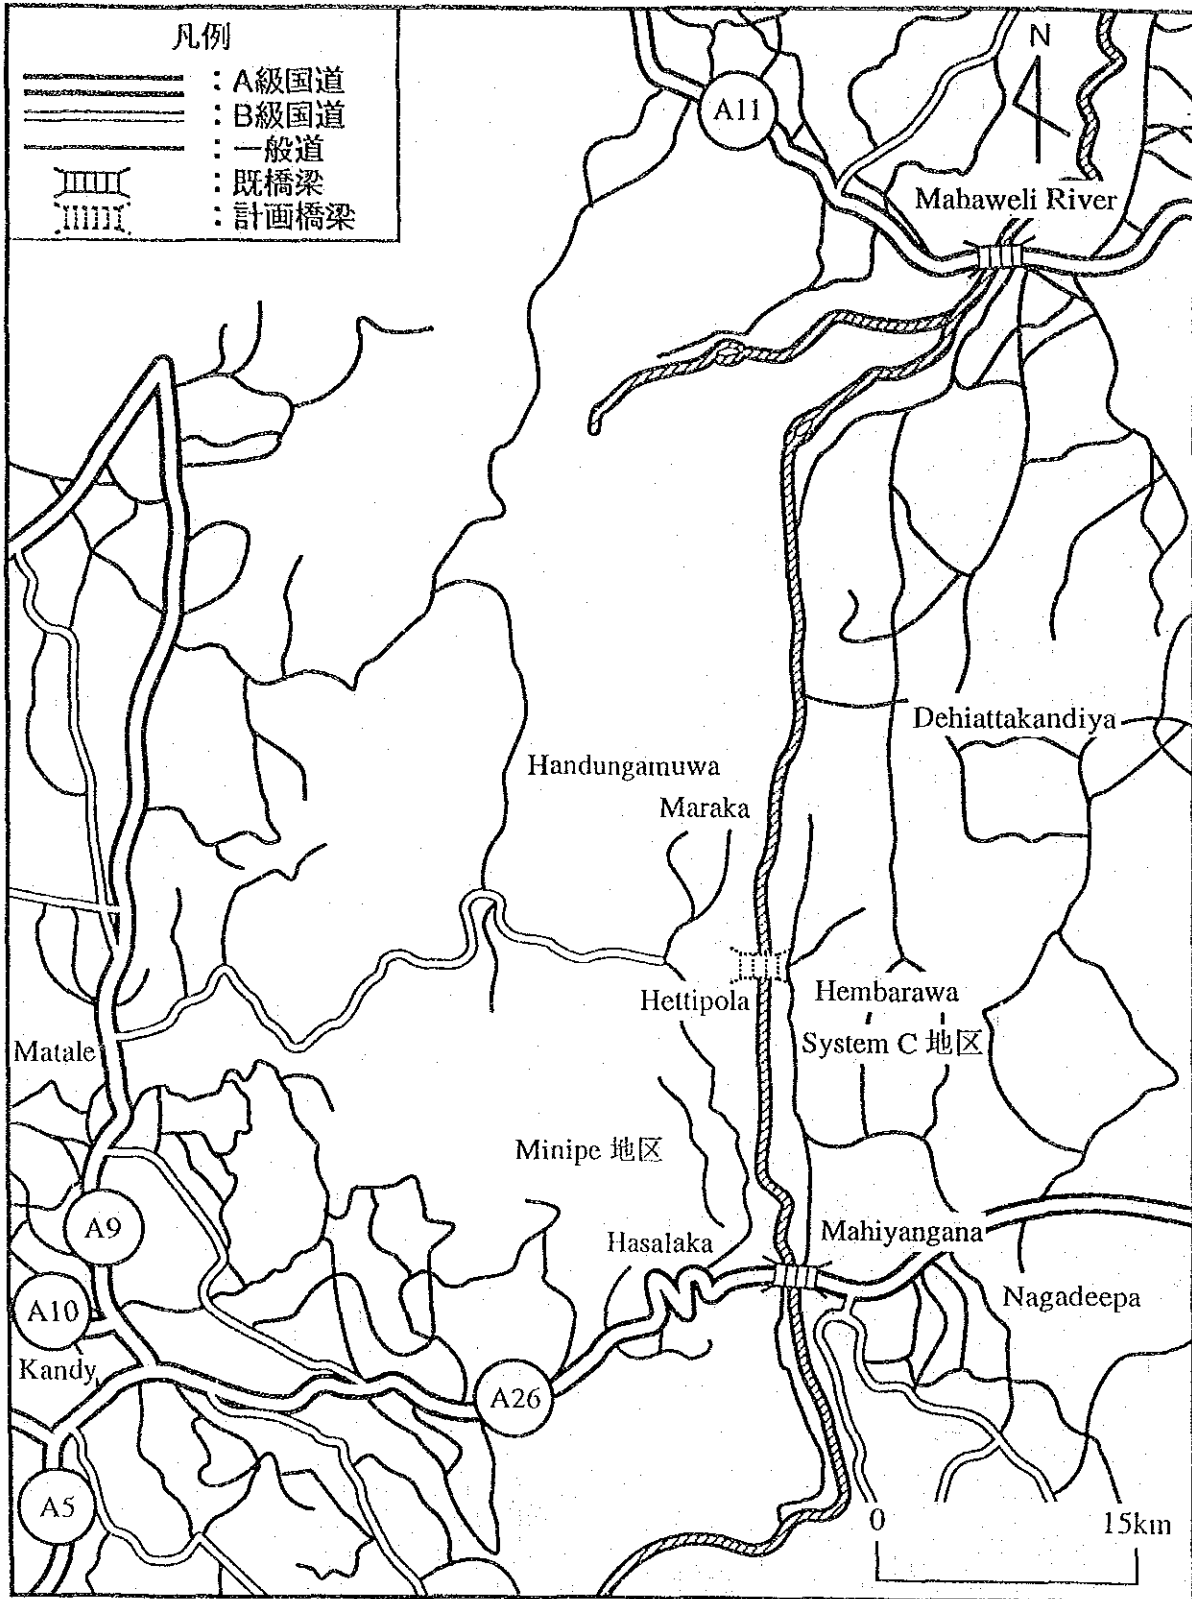 凡例
：A級国道
：B級国道
：一般道
：既橋梁
：計画橋梁
N
A11
Mahaweli River
Dehiattakandiya
Handungamuwa
Maraka
Hettipola
Hembarawa
System C 地区
Matale
Minipe 地区
A9
Hasalaka
Mahiyangana
A10
Nagadeepa
Kandy
A26
A5
0
15km